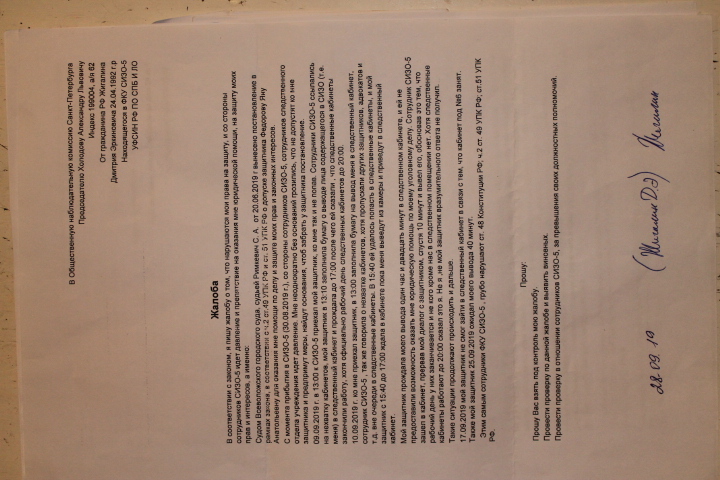 В Общественную наблюдательную комиссию Санкт-Петербурга
Председателю Холодову Александру Львовичу
Индекс 199004, а/я 62
От гражданина РФ Жигалина
Дмитрия Эркиновича 24.04.1992 г.р
Находящегося в ФКУ СИЗО-5
УФСИН РФ ПО СПБ И ЛО
Жалоба
В соответствии с законом, я пишу жалобу о том, что нарушаются мои права на защиту, и со стороны
сотрудников СИЗО-5 идет давление и препятствие на оказания мне юридической помощи, на защиту моих
прав и интересов, а именно:
Судом Всеволожского городского суда, судьей Римкевич С. А. от 20.06.2019 г вынесено постановление в
рамках закона, в соответствии с ч.2 ст.49 УПК РФ и ст. 51 УПК РФ о допуске защитника Федорову Яну
Анатольевну для оказания мне помощи по делу и защите моих прав и законных интересов.
С момента прибытия в СИЗО-5 (30.08.2019 г.), со стороны сотрудников СИЗО-5, сотрудников следственного
отдела учреждения идет давление. Мне неоднократно без оснований грозились, что не допустят ко мне
защитника и предпримут меры, найдут основания, чтоб забрать у защитника постановление.
09.09.2019 г. в 13:00 к СИЗО-5 приехал мой защитник, ко мне так и не попав. Сотрудники СИЗО-5 ссылались
на нехватку кабинетов, мой защитник в 13:10 заполнила бумагу о выводе лица содержащегося в СИЗО (т.е.
меня) в следственный кабинет и прождала до 17:00 после чего ей сказали , что следственные кабинеты
закончили работу, хотя официально рабочий день следственных кабинетов до 20:00.
10.09.2019 г. ко мне приехал защитник, в 13:00 заполнила бумагу на вывод меня в следственный кабинет,
сотрудник СИЗО-5 , так же говорила о нехватке кабинетов, хотя пропускали других защитников, адвокатов и
т.д. вне очереди в следственные кабинеты. В 15:40 ей удалось попасть в следственные кабинеты, и мой
защитник с 15:40 до 17:00 ждала в кабинете пока меня выведут из камеры и приведут в следственный
кабинет.
Мой защитник прождала моего вывода один час и двадцать минут в следственном кабинете, и ей не
предоставили возможность оказать мне юридическую помощь по моему уголовному делу. Сотрудник СИЗО-5
зашел в кабинет, прервав мой диалог с защитником, спустя 10 минут и вывел его, обосновав это тем, что
рабочий день у них заканчивается и не кого кроме нас в следственном помещении нет. Хотя следственные
кабинеты работают до 20:00 сказал это я. Не я ,не мой защитник вразумительного ответа не получил.
Такие ситуации продолжают происходить и дальше.
17.09.2019 мой защитник не смог зайти в следственный кабинет в связи с тем, что кабинет под №6 занят.
Также мой защитник 25.09.2019 ожидал моего вывода 40 минут.
Этим самым сотрудники ФКУ СИЗО-5 , грубо нарушают ст. 48 Конституции РФ; ч.2 ст. 49 УПК РФ; ст.51 УПК
РФ.
Прошу:
Прошу Вас взять под контроль мою жалобу.
Провести проверку по данной жалобе и выявить винсеных.
Провести проверку в отношении сотрудников СИЗО-5, за превышения своих должностных полномочий.
28.09.19 (Жигалин Д.Э) Жигалин